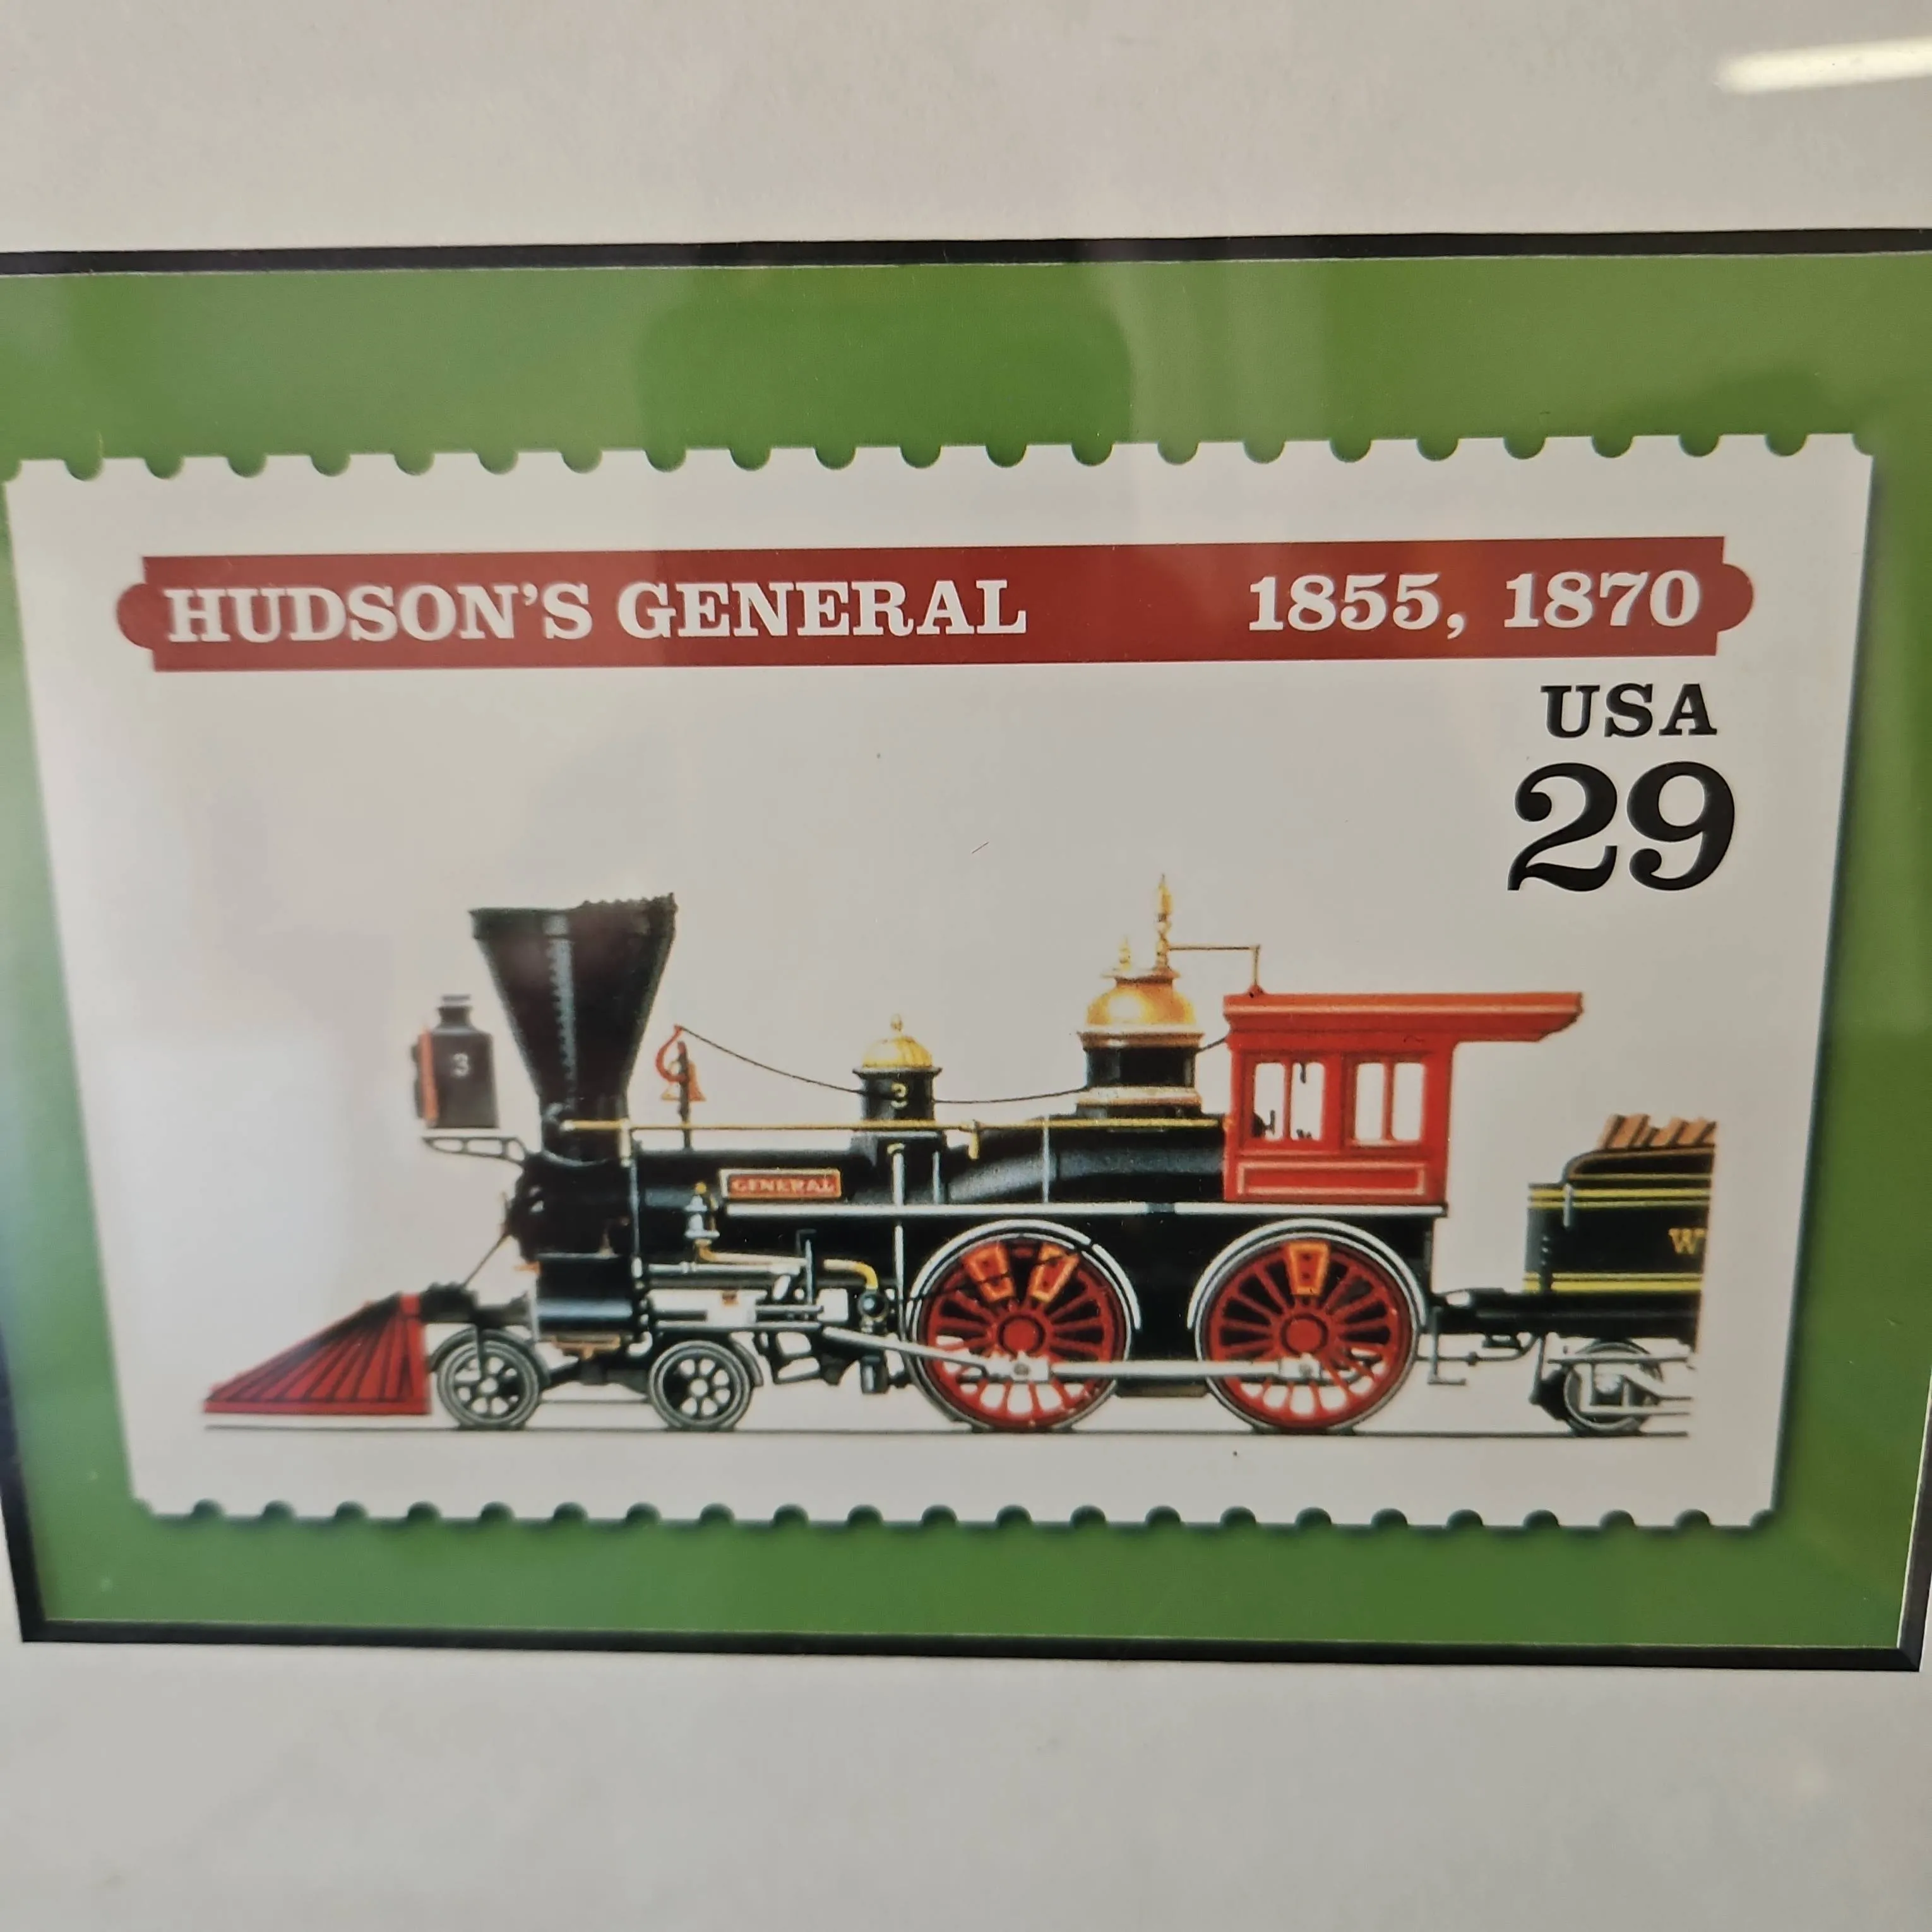 HUDSON'S GENERAL 1855, 1870
USA
29
3
3
GENERAL
W